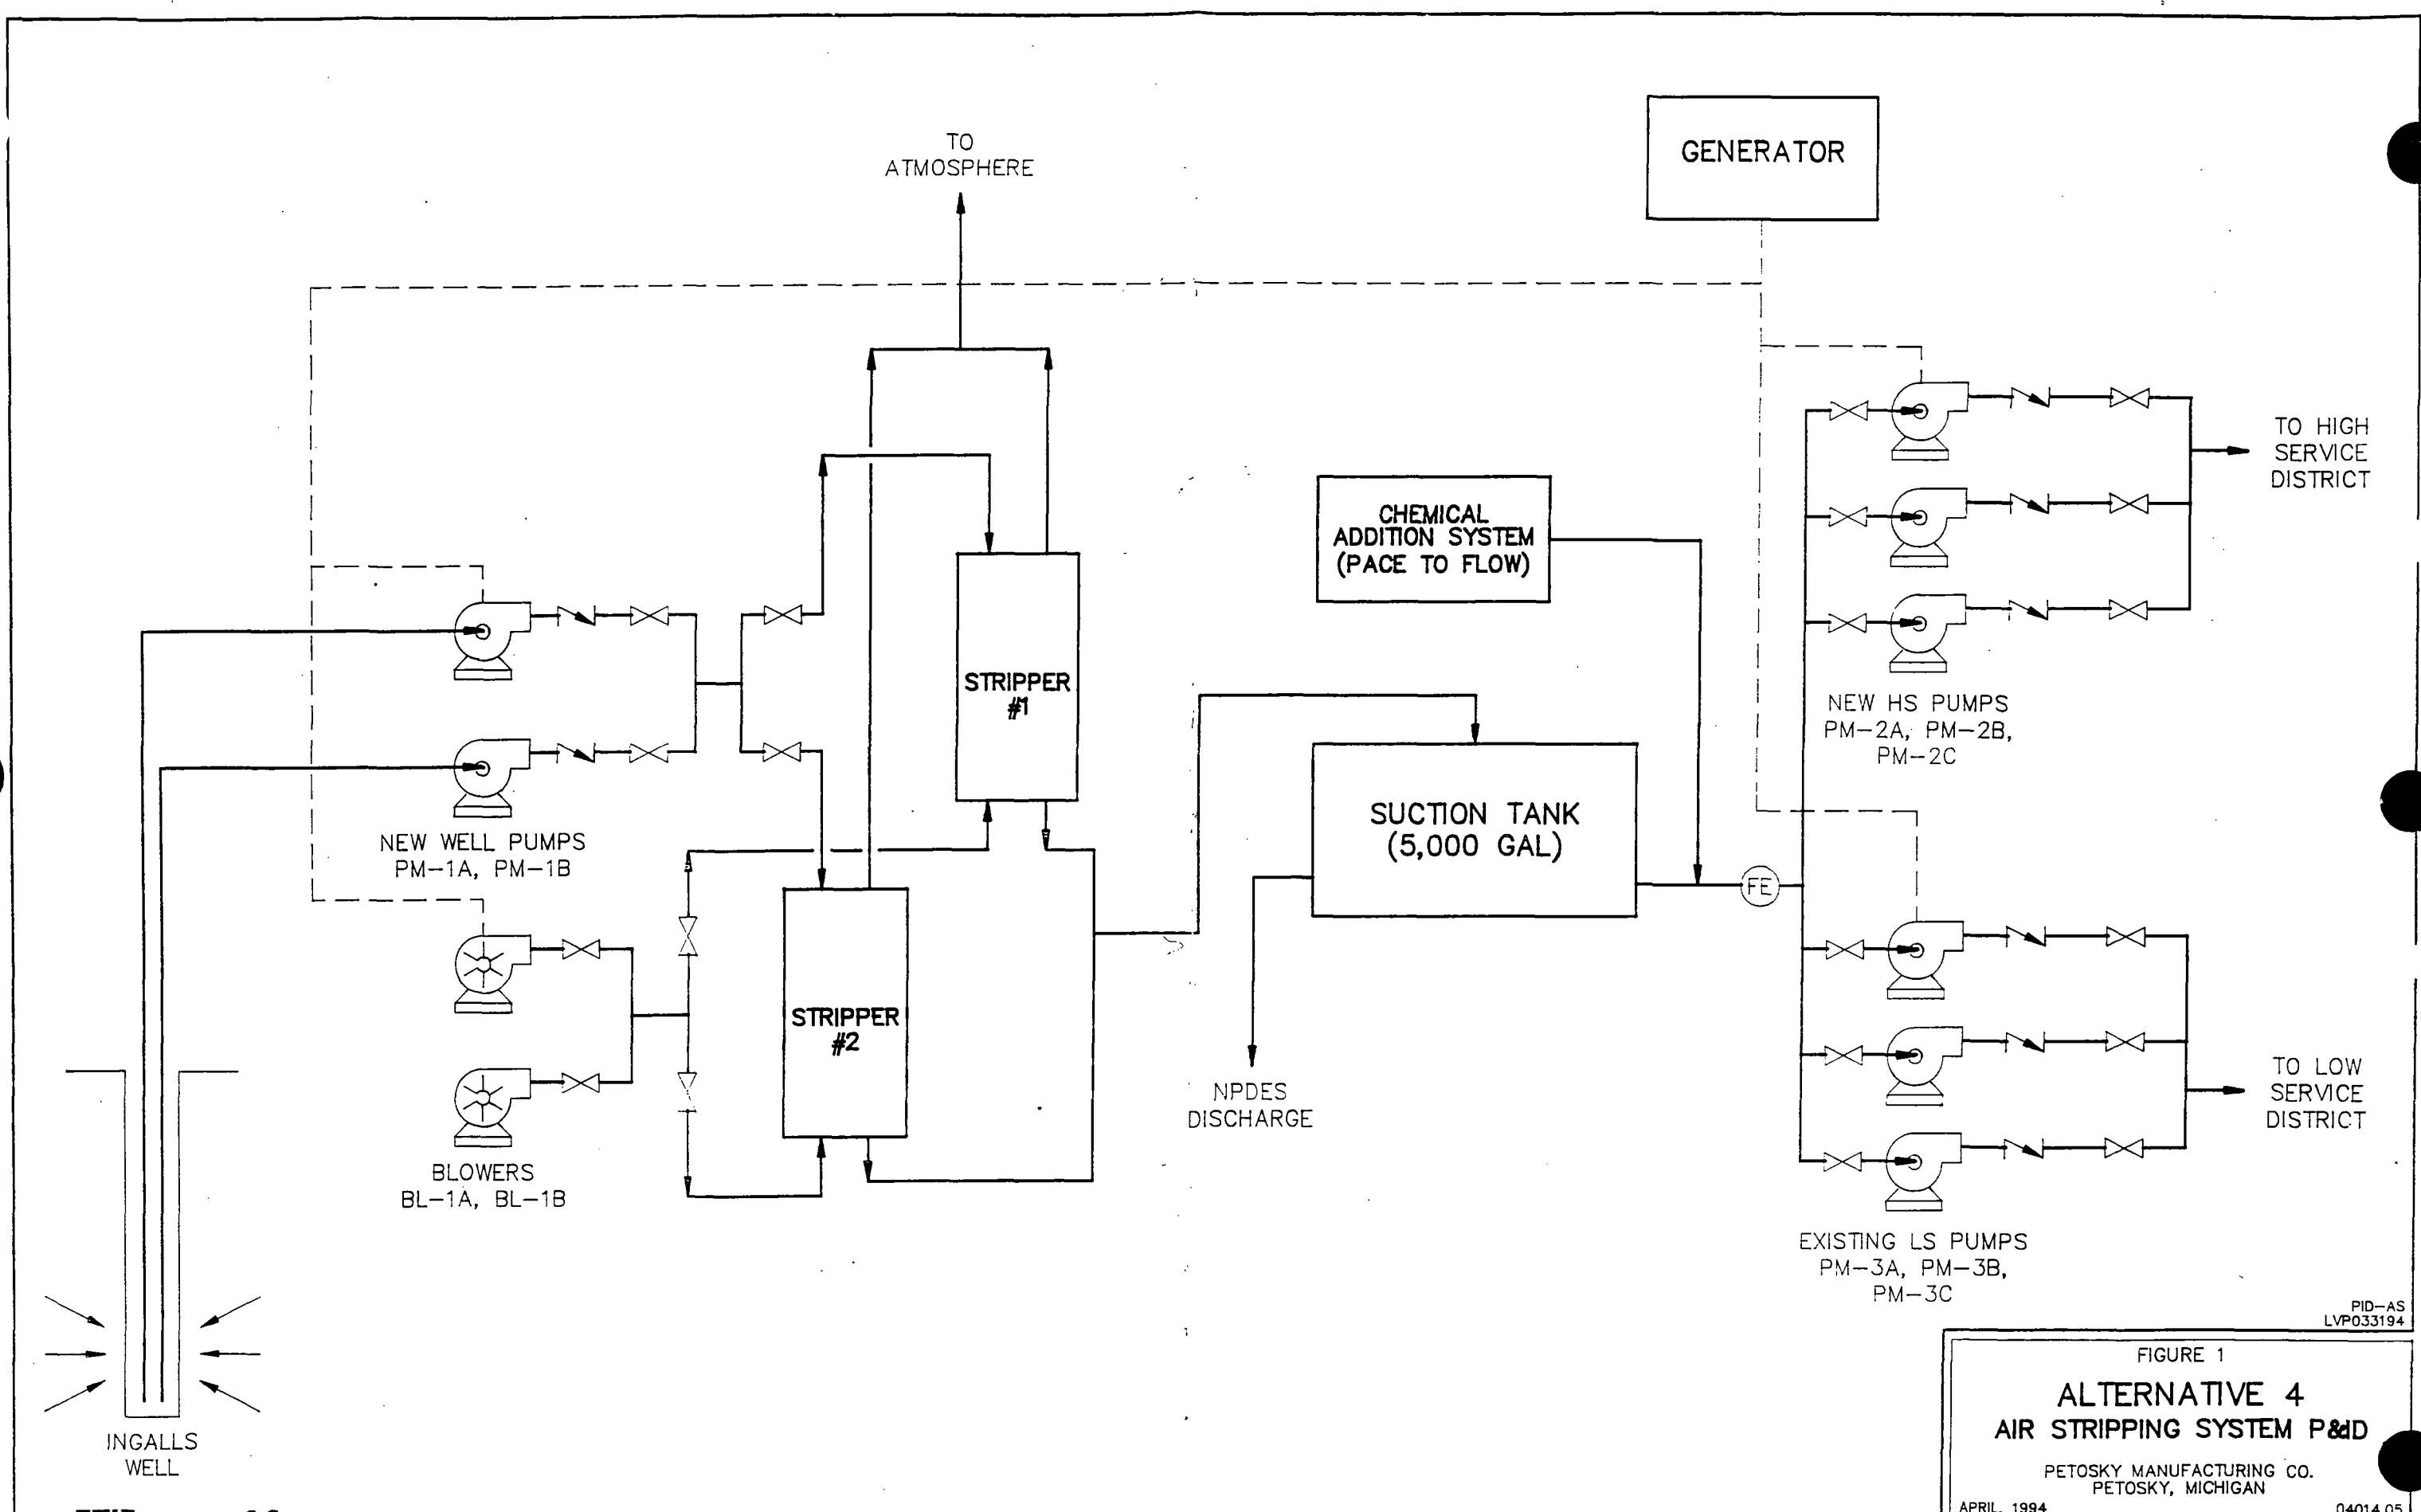 TO
ATMOSPHERE
GENERATOR
TO HIGH
SERVICE
DISTRICT
CHEMICAL
ADDITION SYSTEM
(PACE TO FLOW)
STRIPPER
#1
NEW HS PUMPS
PM-2A, PM-2B,
PM-2C
SUCTION TANK
(5,000 GAL)
NEW WELL PUMPS
PM-1A, PM-1B
FE
STRIPPER
#2
NPDES
DISCHARGE
TO LOW
SERVICE
DISTRICT
BLOWERS
BL-1A, BL-1B
EXISTING LS PUMPS
PM-3A, PM-3B,
PM-3C
INGALLS
WELL
PID-AS
LVP033194
FIGURE 1
ALTERNATIVE 4
AIR STRIPPING SYSTEM P&ID
PETOSKY MANUFACTURING CO.
PETOSKY, MICHIGAN
APRIL, 1994 04014.05